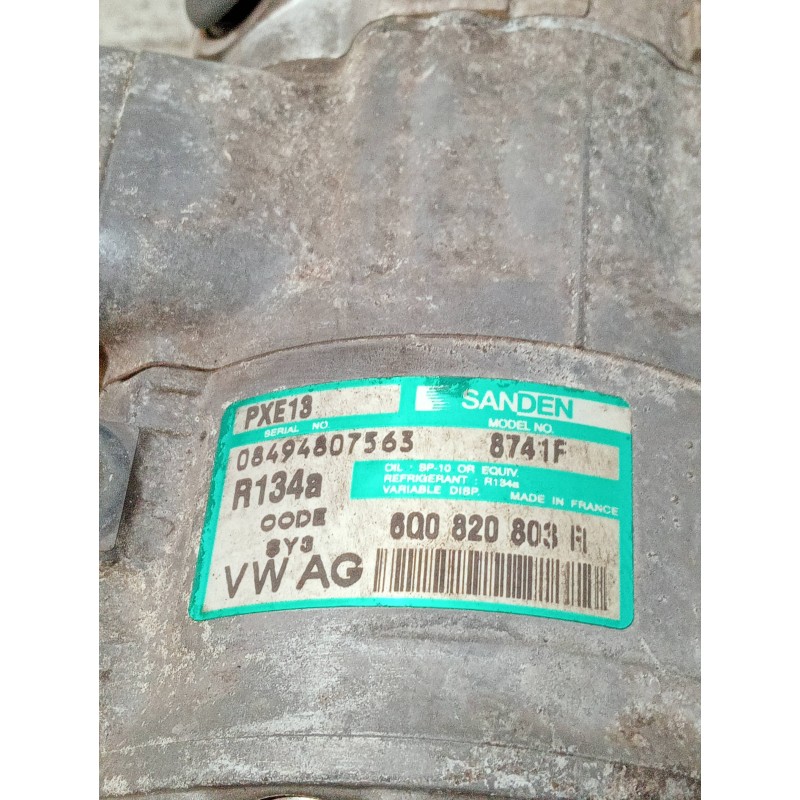 PXE13 SANDEN
SERIAL NO. MODEL NO.
08494807563 8741F
OIL : SP-10 OR EQUIV.
REFRIGERANT : R134a
VARIABLE DISP. MADE IN FRANCE
R134a
CODE
6Q0 820 803
VW AG